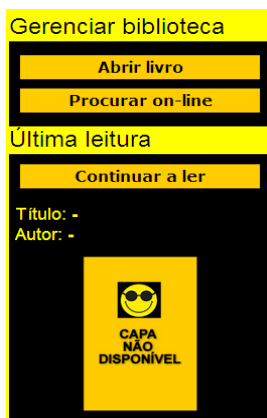 Gerenciar biblioteca
Abrir livro
Procurar on-line
Última leitura
Continuar a ler
Título: -
Autor: -
CAPA
NÃO
DISPONÍVEL